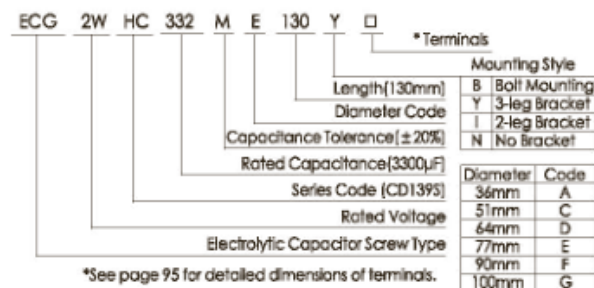 ECG 2W HC 332 M E 130 Y □
*Terminals
Mounting Style
B Bolt Mounting
Y 3-leg Bracket
I 2-leg Bracket
N No Bracket
Length(130mm)
Diameter Code
Capacitance Tolerance(±20%)
Rated Capacitance(3300μF)
Series Code (CD139S)
Rated Voltage
Electrolytic Capacitor Screw Type
Diameter Code
36mm A
51mm C
64mm D
77mm E
90mm F
100mm G
*See page 95 for detailed dimensions of terminals.